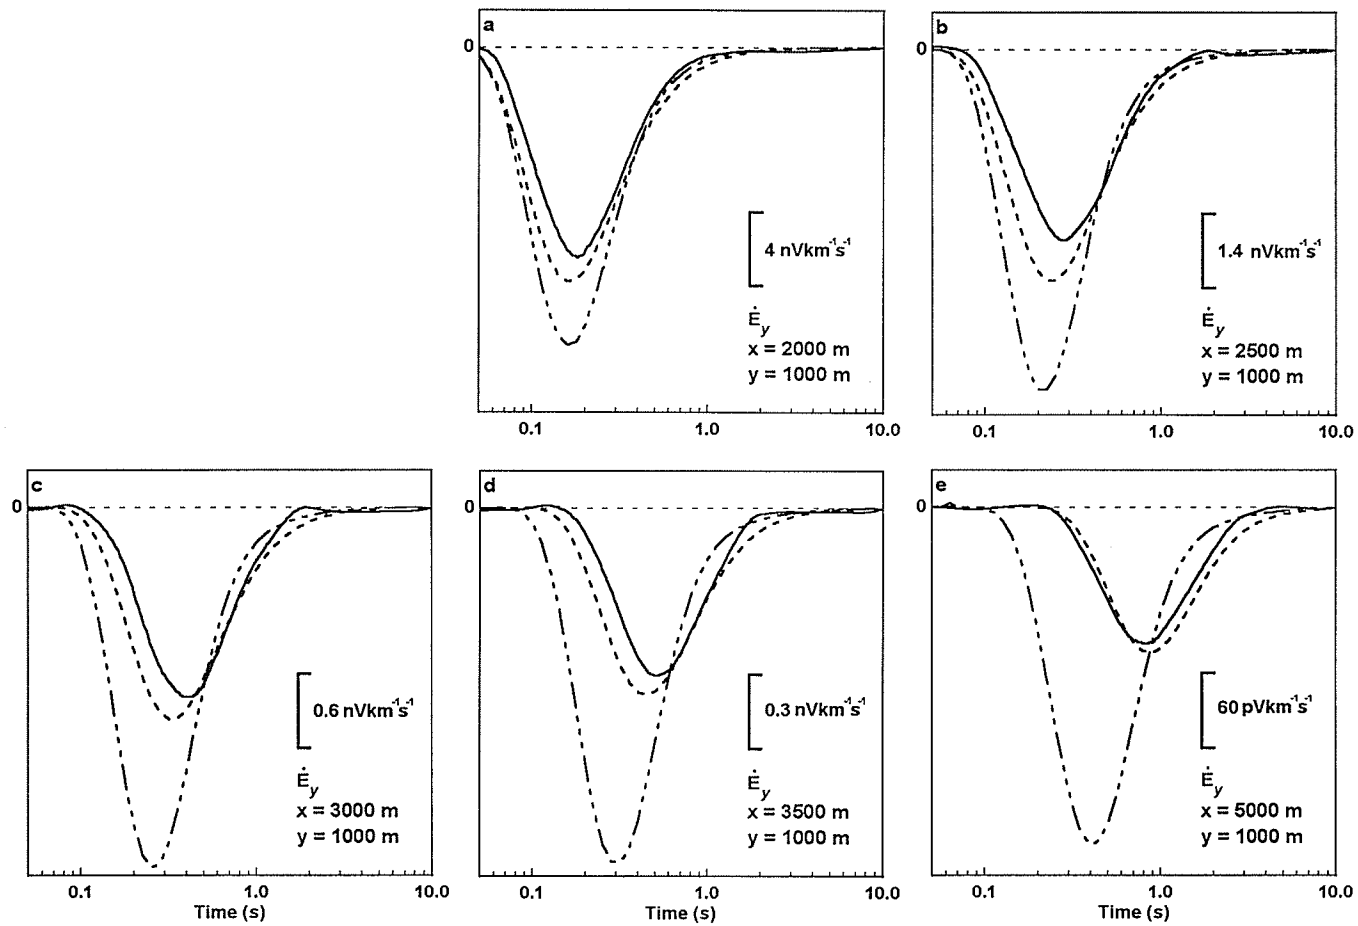 a
0
4 nVkm⁻¹s⁻¹
Ė_y
x = 2000 m
y = 1000 m
0.1 1.0 10.0
b
0
1.4 nVkm⁻¹s⁻¹
Ė_y
x = 2500 m
y = 1000 m
0.1 1.0 10.0
c
0
0.6 nVkm⁻¹s⁻¹
Ė_y
x = 3000 m
y = 1000 m
0.1 1.0 10.0
Time (s)
d
0
0.3 nVkm⁻¹s⁻¹
Ė_y
x = 3500 m
y = 1000 m
0.1 1.0 10.0
Time (s)
e
0
60 pVkm⁻¹s⁻¹
Ė_y
x = 5000 m
y = 1000 m
0.1 1.0 10.0
Time (s)